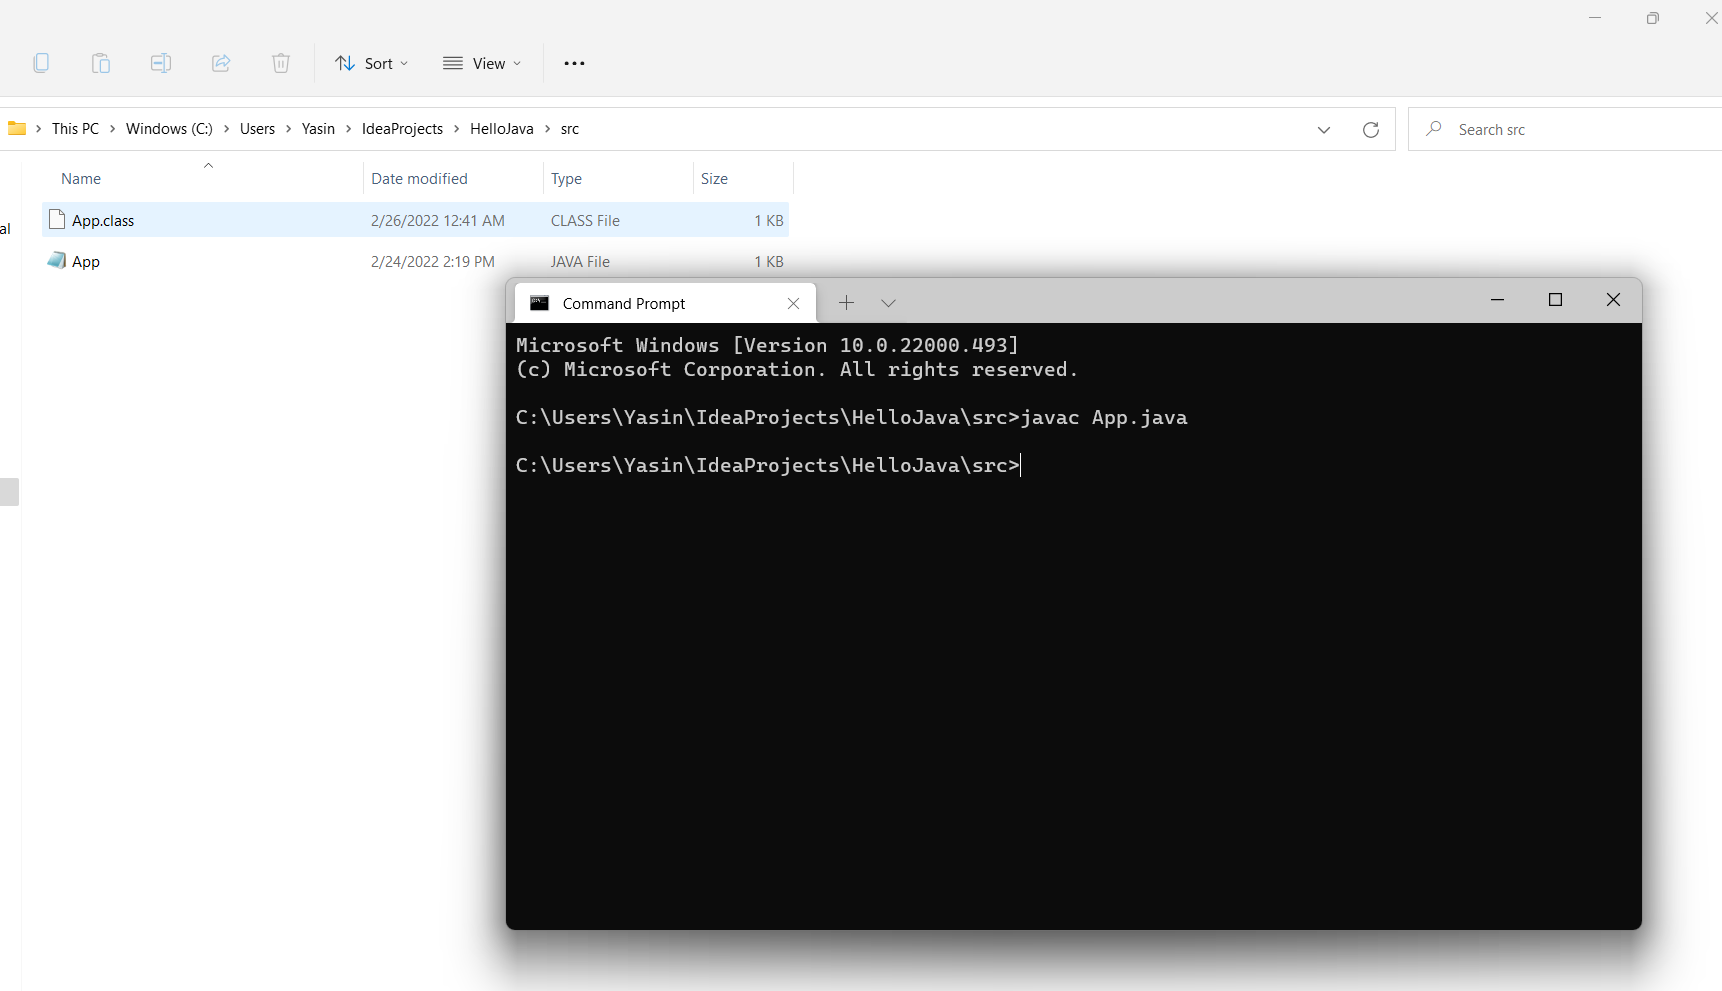 Sort View
This PC Windows (C:) Users Yasin IdeaProjects HelloJava src Search src
Name Date modified Type Size
al
App.class 2/26/2022 12:41 AM CLASS File 1 KB
App 2/24/2022 2:19 PM JAVA File 1 KB
Command Prompt
Microsoft Windows [Version 10.0.22000.493]
(c) Microsoft Corporation. All rights reserved.
C:\Users\Yasin\IdeaProjects\HelloJava\src>javac App.java
C:\Users\Yasin\IdeaProjects\HelloJava\src>